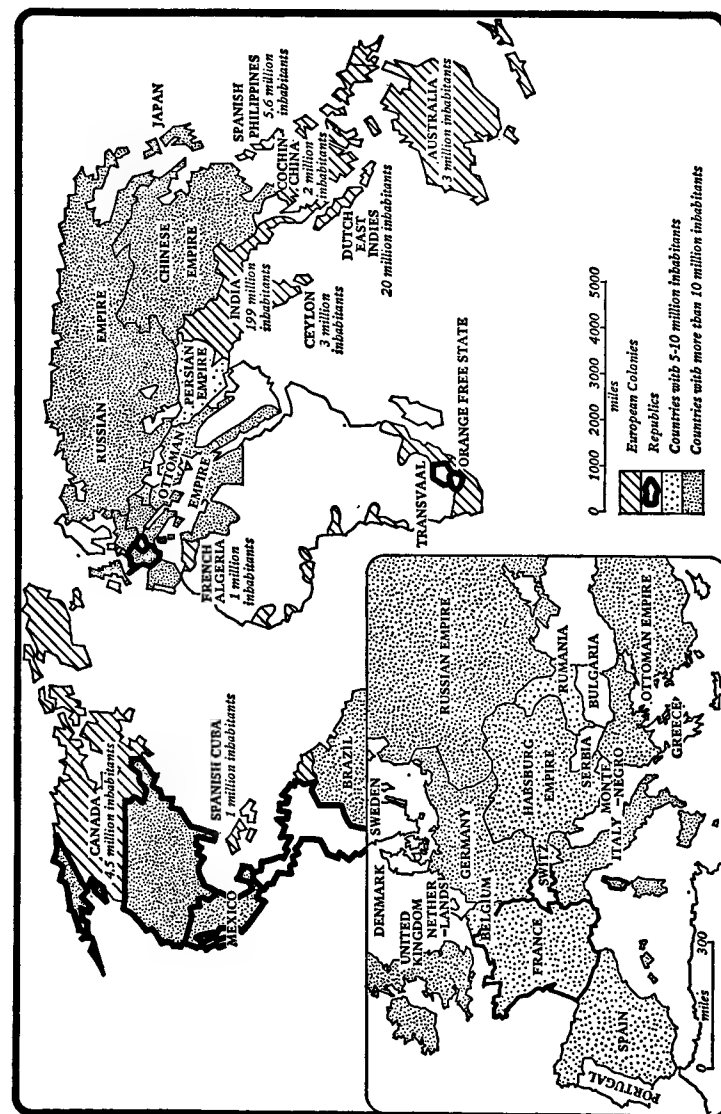 CANADA
4.5 million inhabitants
MEXICO
SPANISH CUBA
1 million inhabitants
BRAZIL
RUSSIAN
EMPIRE
CHINESE
EMPIRE
JAPAN
OTTOMAN
EMPIRE
PERSIAN
EMPIRE
FRENCH
ALGERIA
1 million
inhabitants
INDIA
199 million
inhabitants
CEYLON
3 million
inhabitants
SPANISH
PHILIPPINES
5.6 million
inhabitants
COCHIN
CHINA
2 million
inhabitants
DUTCH
EAST
INDIES
20 million inhabitants
AUSTRALIA
3 million inhabitants
TRANSVAAL
ORANGE FREE STATE
DENMARK
SWEDEN
UNITED
KINGDOM
NETHER
-LANDS
BELGIUM
GERMANY
RUSSIAN EMPIRE
FRANCE
SWITZ
HABSBURG
EMPIRE
RUMANIA
SERBIA
BULGARIA
MONTE
-NEGRO
ITALY
OTTOMAN EMPIRE
GREECE
PORTUGAL
SPAIN
0 300
miles
0 1000 2000 3000 4000 5000
miles
European Colonies
Republics
Countries with 5-10 million inhabitants
Countries with more than 10 million inhabitants